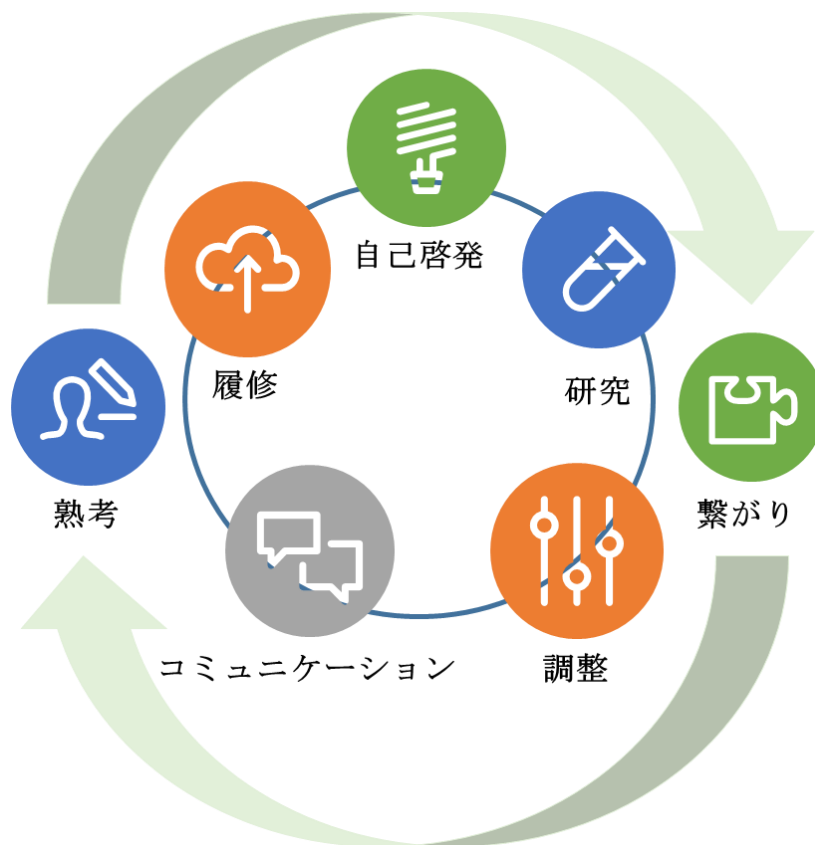 自己啓発
履修
研究
熟考
繋がり
コミュニケーション
調整